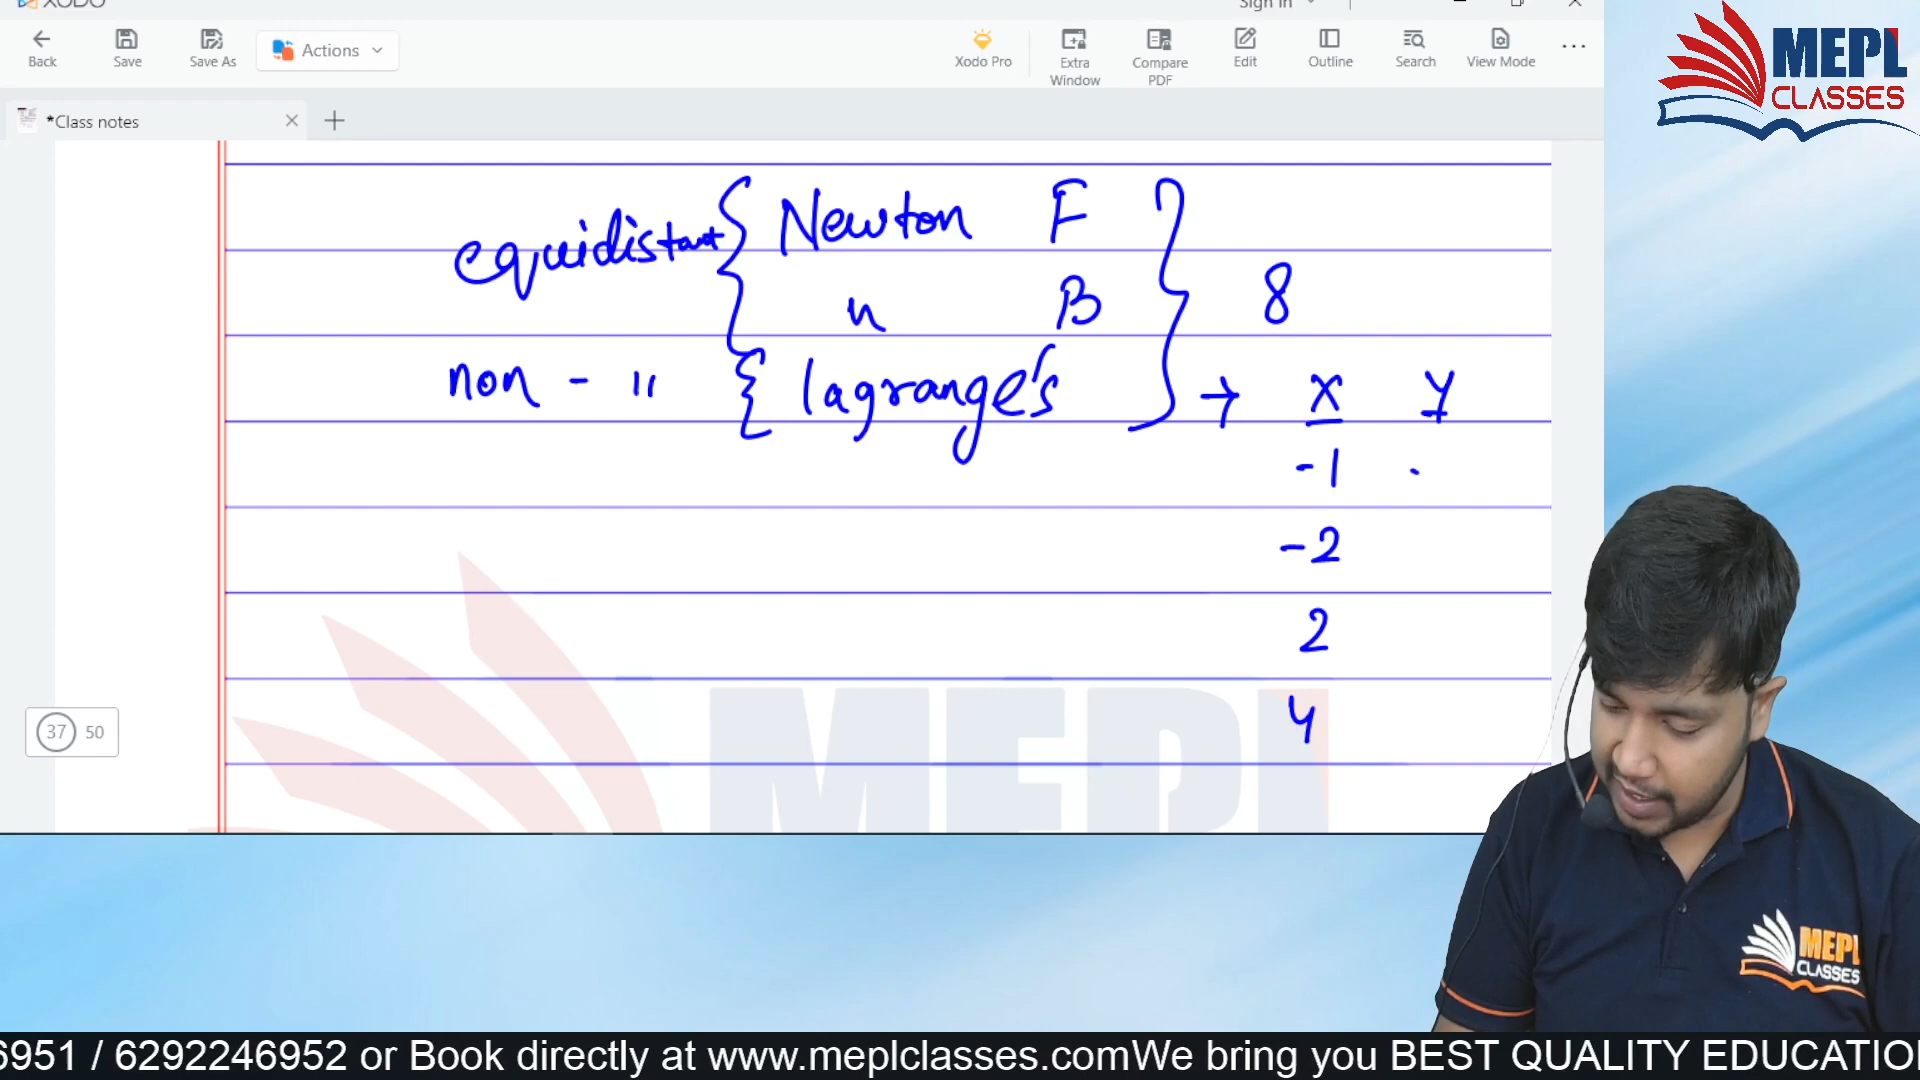 XODO
Sign in
Back
Save
Save As
Actions
Xodo Pro
Extra Window
Compare PDF
Edit
Outline
Search
View Mode
*Class notes
MEPL
CLASSES
equidistant { Newton F } 8
" B
non - " { lagrange's → X Y
-1 .
-2
2
4
37 50
MEPL
MEPL
CLASSES
6951 / 6292246952 or Book directly at www.meplclasses.comWe bring you BEST QUALITY EDUCATIO